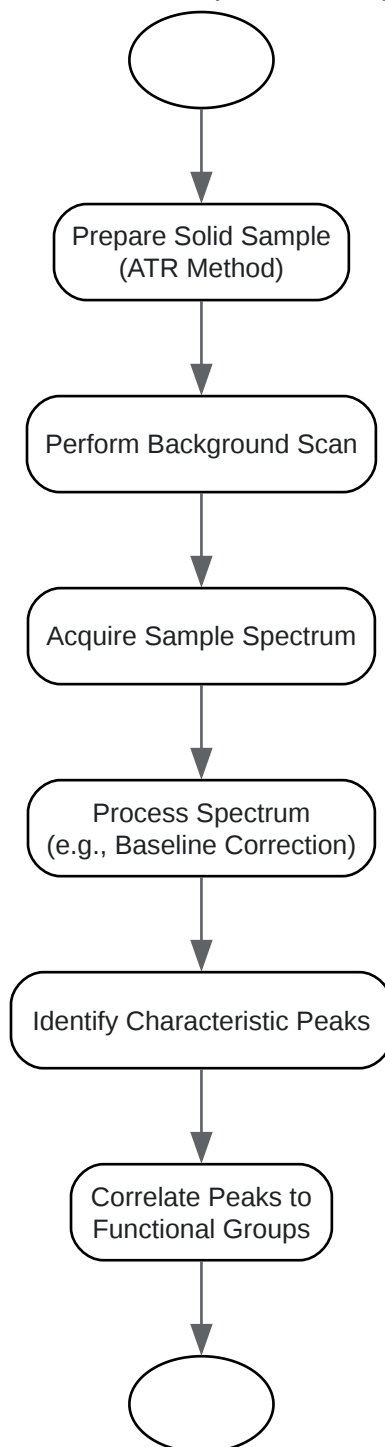 Prepare Solid Sample
(ATR Method)
Perform Background Scan
Acquire Sample Spectrum
Process Spectrum
(e.g., Baseline Correction)
Identify Characteristic Peaks
Correlate Peaks to
Functional Groups